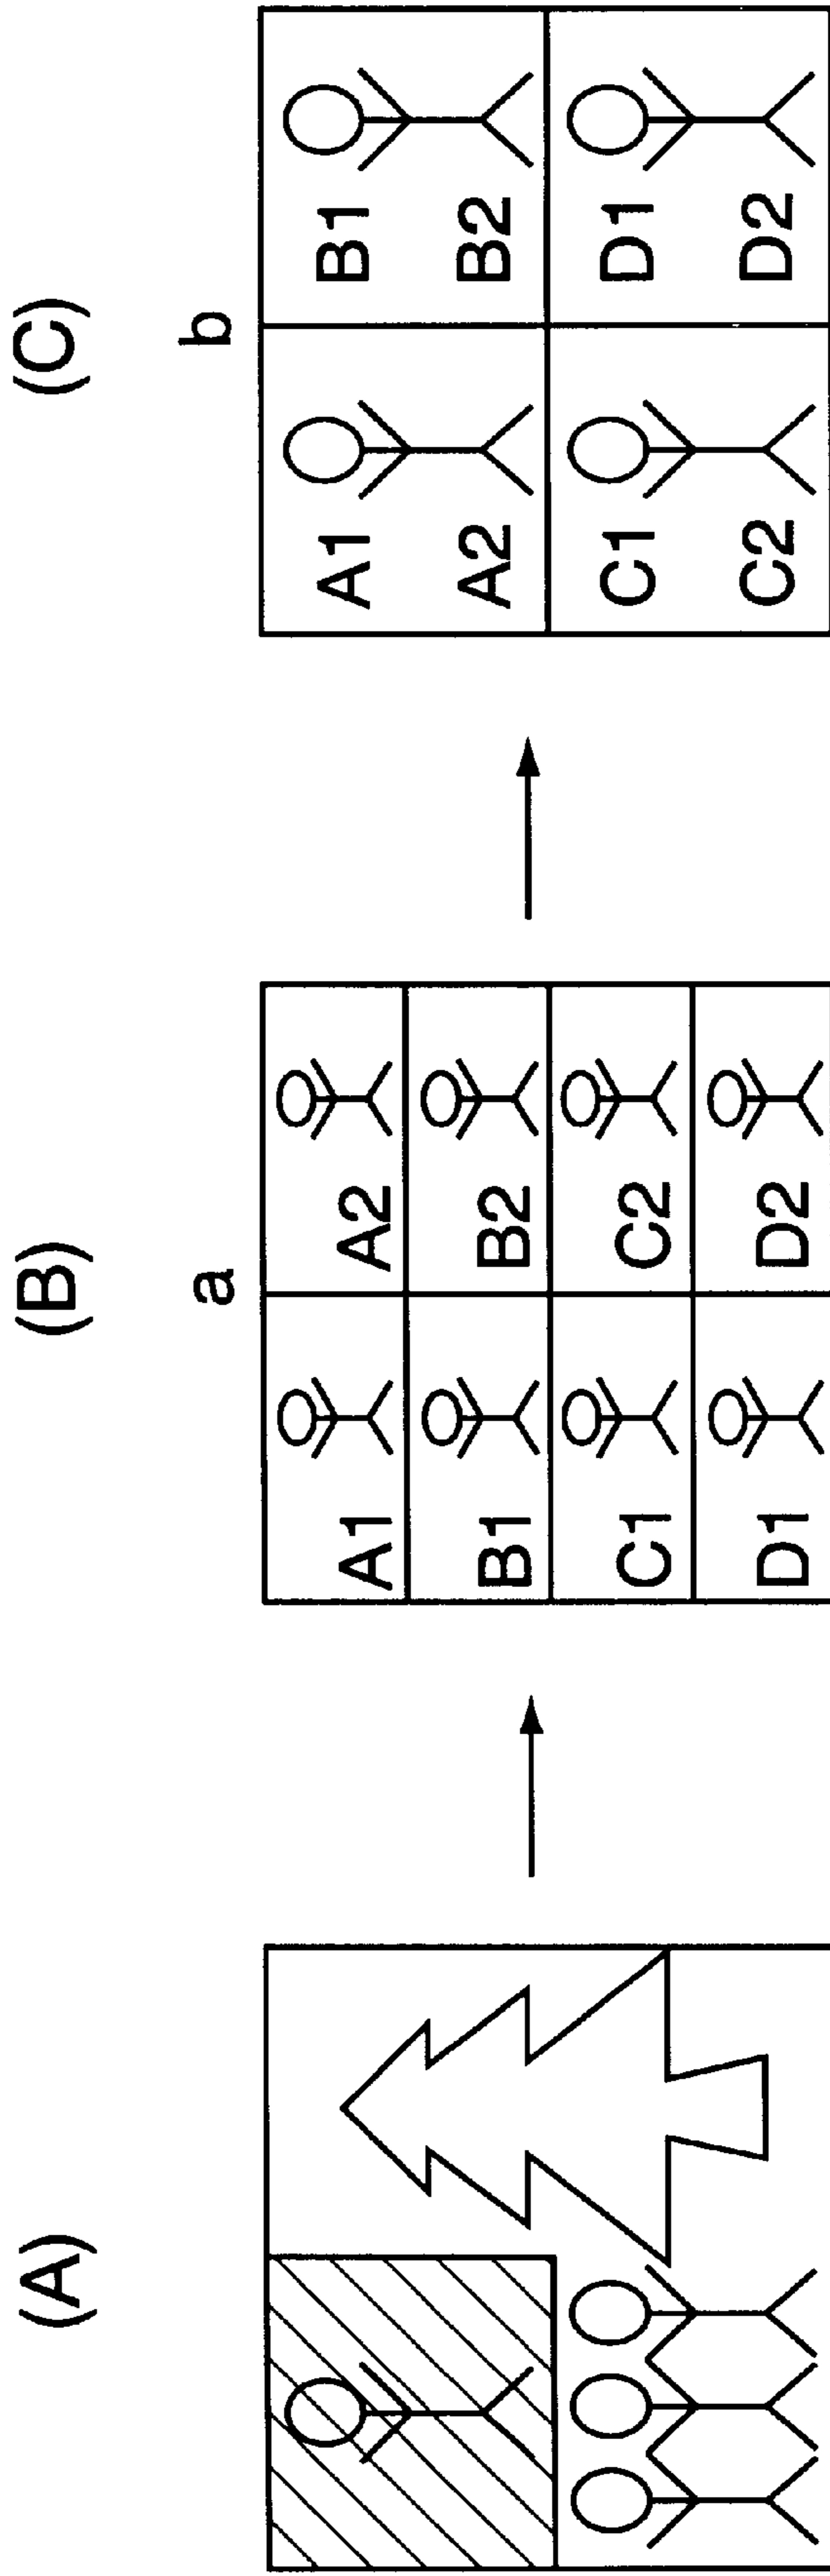 (A)
(B)
a
A1 A2
B1 B2
C1 C2
D1 D2
(C)
b
A1 B1
A2 B2
C1 D1
C2 D2